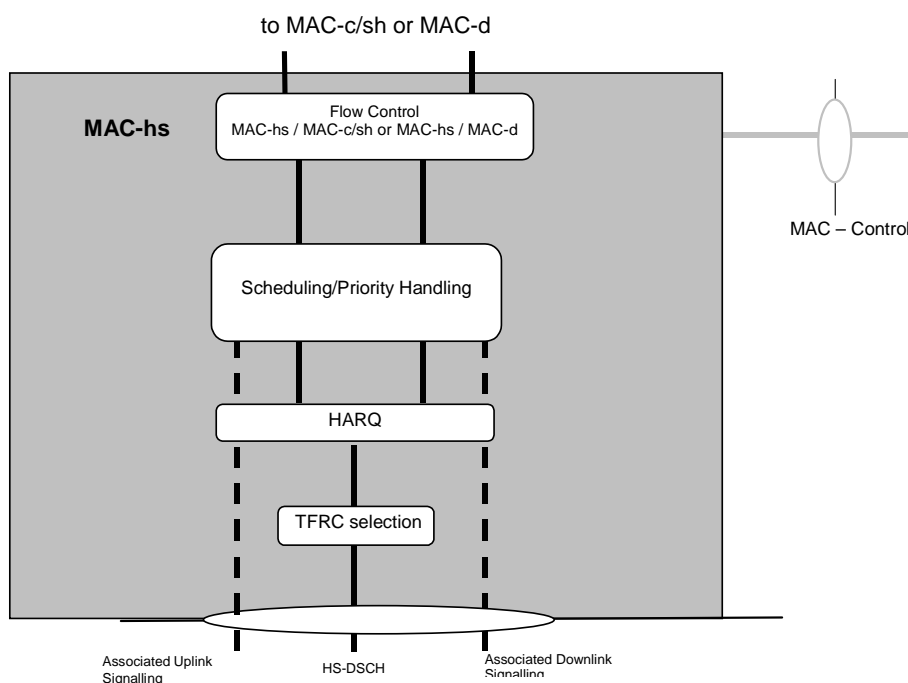 to MAC-c/sh or MAC-d
MAC-hs
Flow Control
MAC-hs / MAC-c/sh or MAC-hs / MAC-d
MAC – Control
Scheduling/Priority Handling
HARQ
TFRC selection
Associated Uplink
Signalling
HS-DSCH
Associated Downlink
Signalling